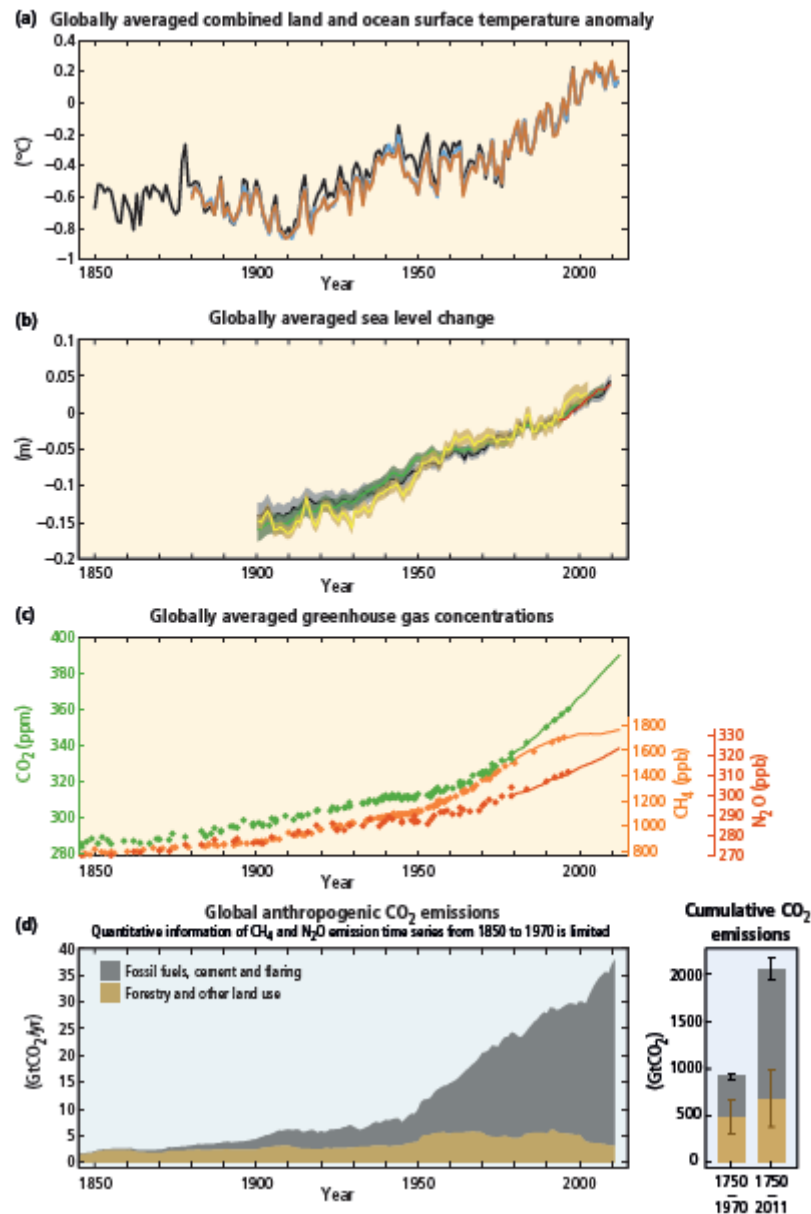 (a) Globally averaged combined land and ocean surface temperature anomaly
0.4
0.2
0
−0.2
−0.4
−0.6
−0.8
−1
(°C)
1850 1900 1950 2000
Year
(b) Globally averaged sea level change
0.1
0.05
0
−0.05
−0.1
−0.15
−0.2
(m)
1850 1900 1950 2000
Year
(c) Globally averaged greenhouse gas concentrations
400
380
360
340
320
300
280
CO2 (ppm)
1800
1600
1400
1200
1000
800
CH4 (ppb)
330
320
310
300
290
280
270
N2O (ppb)
1850 1900 1950 2000
Year
(d) Global anthropogenic CO2 emissions
Quantitative information of CH4 and N2O emission time series from 1850 to 1970 is limited
40
35
30
25
20
15
10
5
0
(GtCO2/yr)
Fossil fuels, cement and flaring
Forestry and other land use
1850 1900 1950 2000
Year
Cumulative CO2
emissions
2000
1500
1000
500
0
(GtCO2)
1750 1750
– –
1970 2011